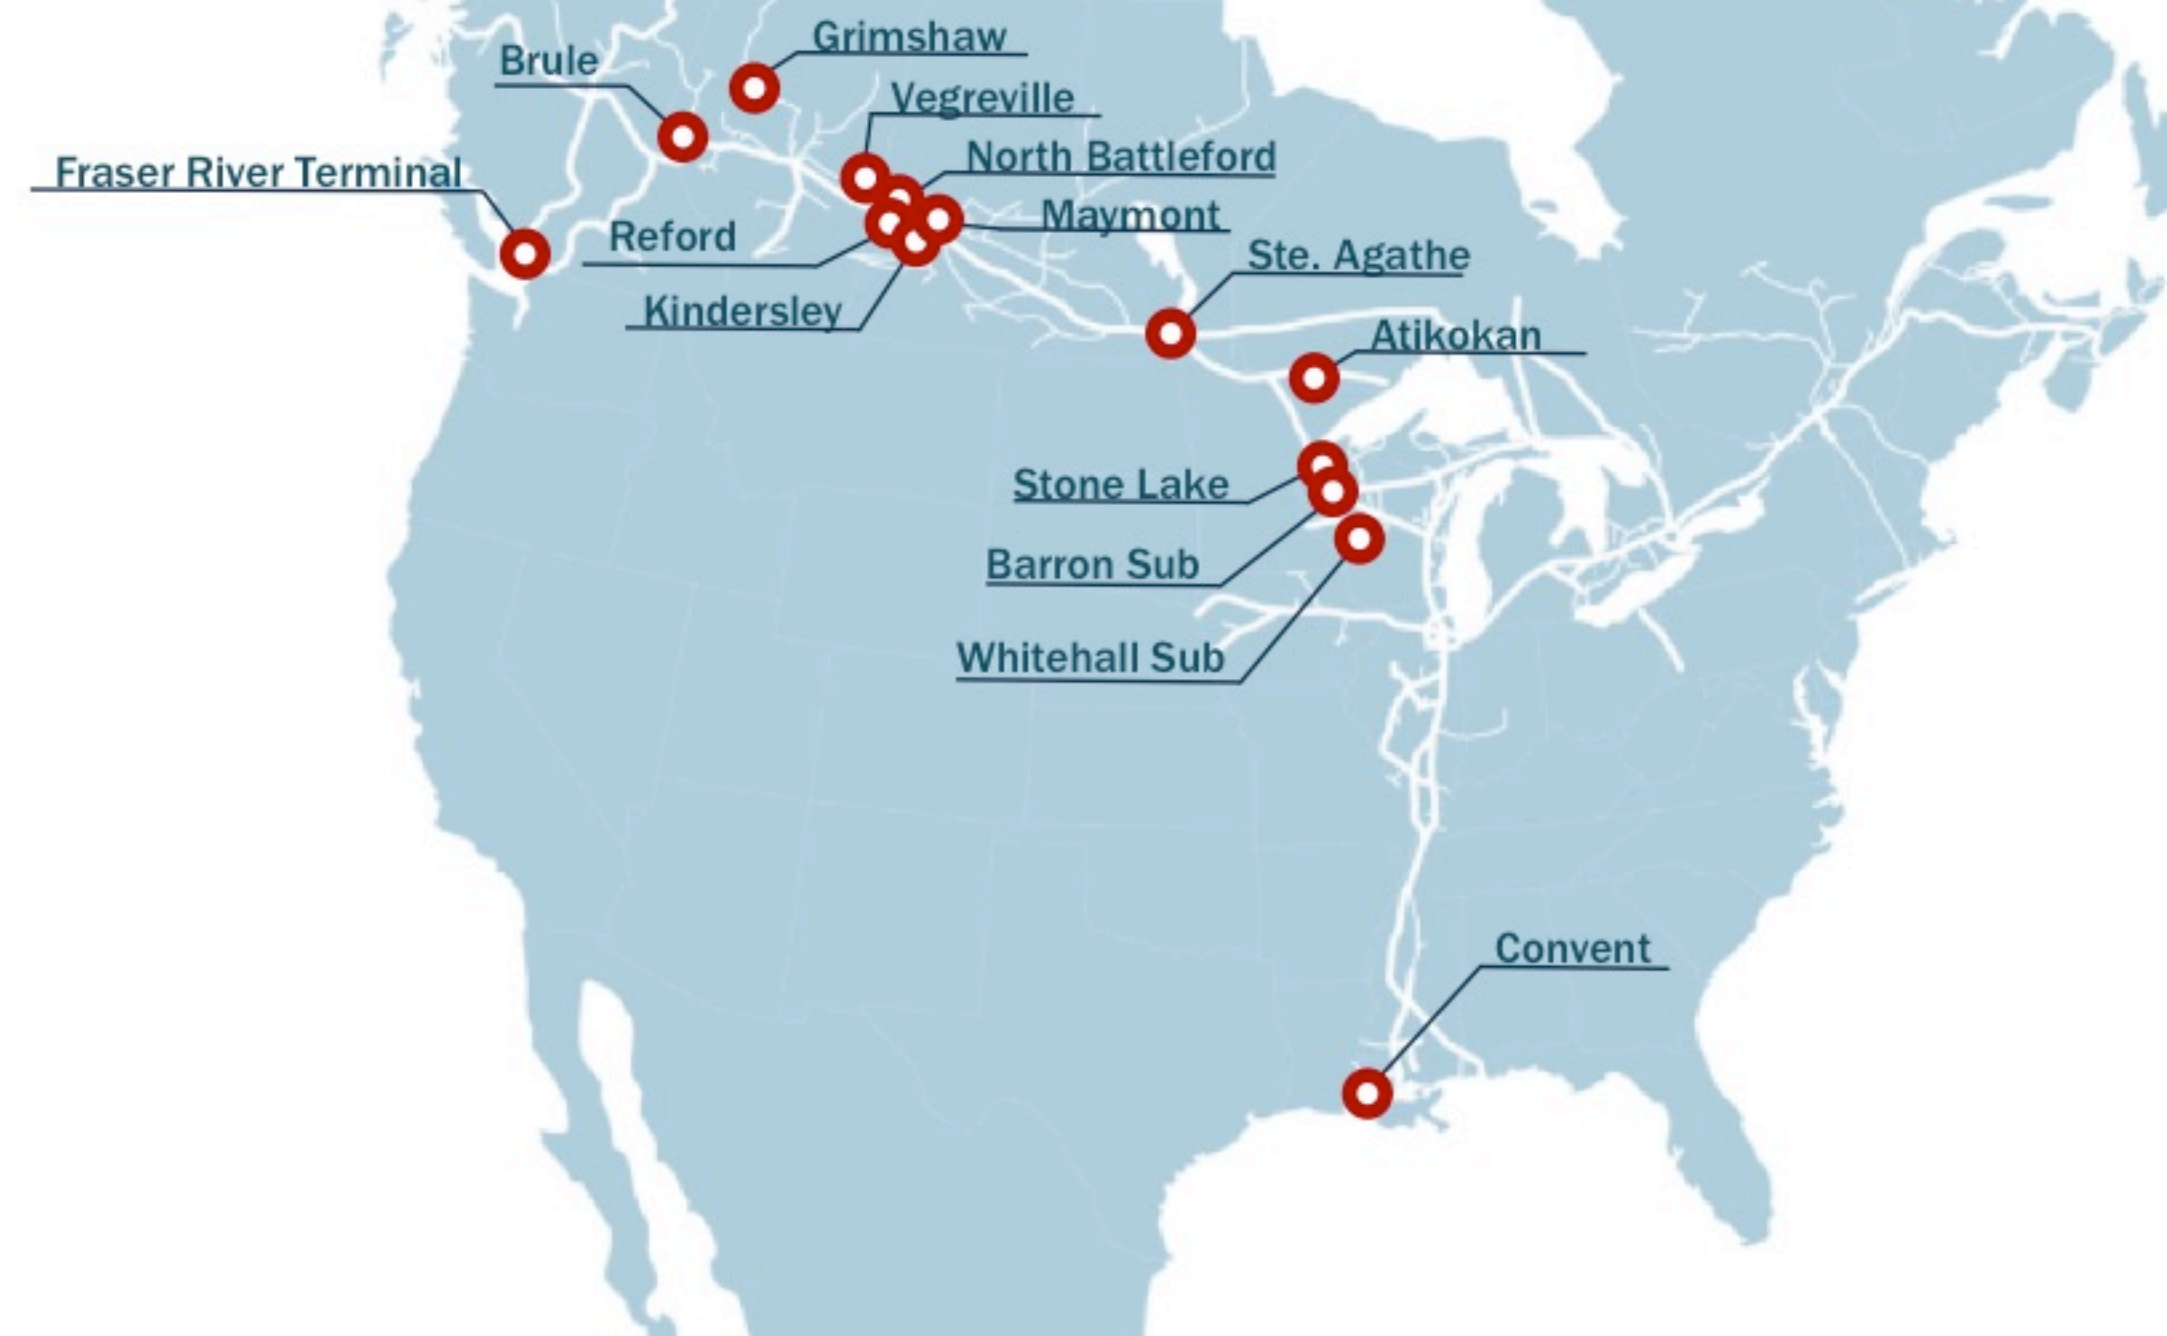 Grimshaw
Brule
Vegreville
North Battleford
Fraser River Terminal
Maymont
Reford
Ste. Agathe
Kindersley
Atikokan
Stone Lake
Barron Sub
Whitehall Sub
Convent